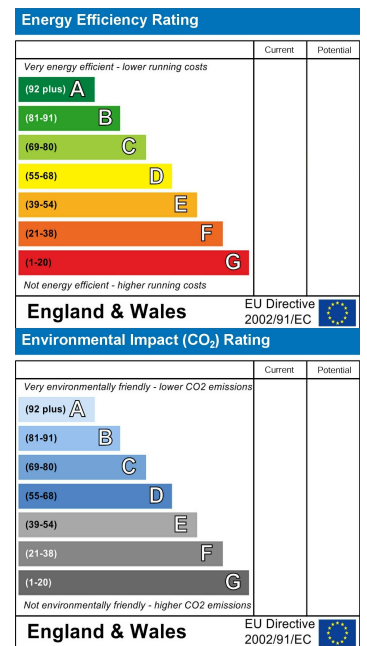 Energy Efficiency Rating
Current Potential
Very energy efficient - lower running costs
(92 plus) A
(81-91) B
(69-80) C
(55-68) D
(39-54) E
(21-38) F
(1-20) G
Not energy efficient - higher running costs
England & Wales EU Directive 2002/91/EC
Environmental Impact (CO₂) Rating
Current Potential
Very environmentally friendly - lower CO2 emissions
(92 plus) A
(81-91) B
(69-80) C
(55-68) D
(39-54) E
(21-38) F
(1-20) G
Not environmentally friendly - higher CO2 emissions
England & Wales EU Directive 2002/91/EC